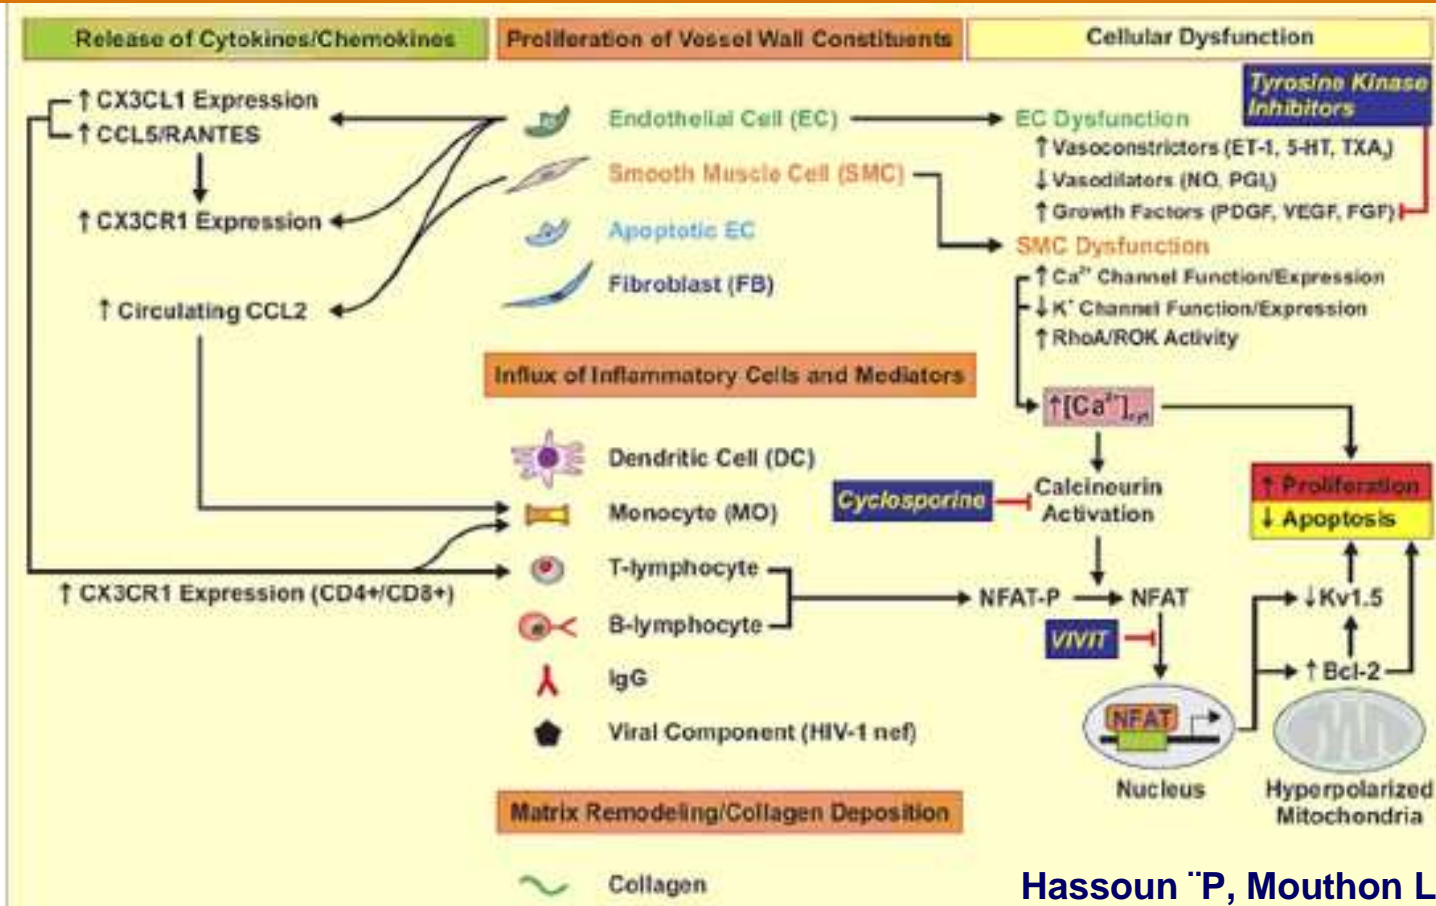 Release of Cytokines/Chemokines
↑ CX3CL1 Expression
↑ CCL5/RANTES
↑ CX3CR1 Expression
↑ Circulating CCL2
↑ CX3CR1 Expression (CD4+/CD8+)
Proliferation of Vessel Wall Constituents
Endothelial Cell (EC)
Smooth Muscle Cell (SMC)
Apoptotic EC
Fibroblast (FB)
Influx of Inflammatory Cells and Mediators
Dendritic Cell (DC)
Monocyte (MO)
T-lymphocyte
B-lymphocyte
IgG
Viral Component (HIV-1 nef)
Matrix Remodeling/Collagen Deposition
Collagen
Cellular Dysfunction
Tyrosine Kinase
Inhibitors
EC Dysfunction
↑ Vasoconstrictors (ET-1, 5-HT, TXA₂)
↓ Vasodilators (NO, PGI₂)
↑ Growth Factors (PDGF, VEGF, FGF)
SMC Dysfunction
↑ Ca²⁺ Channel Function/Expression
↓ K⁺ Channel Function/Expression
↑ RhoA/ROK Activity
↑[Ca²⁺]cyt
Cyclosporine
Calcineurin
Activation
↑ Proliferation
↓ Apoptosis
NFAT-P
NFAT
↓Kv1.5
VIVIT
↑ Bcl-2
NFAT
Nucleus
Hyperpolarized
Mitochondria
Hassoun ¨P, Mouthon L